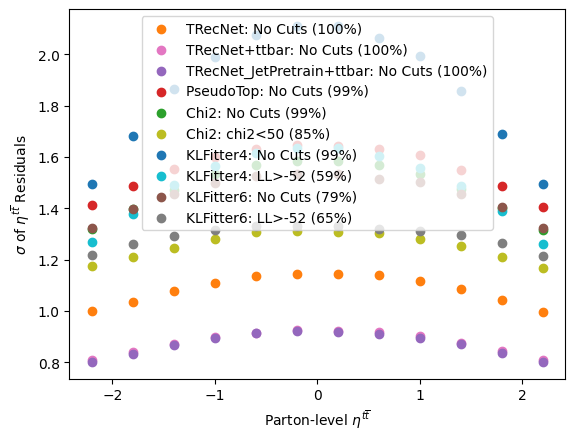 TRecNet: No Cuts (100%)
TRecNet+ttbar: No Cuts (100%)
TRecNet_JetPretrain+ttbar: No Cuts (100%)
PseudoTop: No Cuts (99%)
Chi2: No Cuts (99%)
Chi2: chi2<50 (85%)
KLFitter4: No Cuts (99%)
KLFitter4: LL>-52 (59%)
KLFitter6: No Cuts (79%)
KLFitter6: LL>-52 (65%)
σ of η^{t\bar{t}} Residuals
2.0
1.8
1.6
1.4
1.2
1.0
0.8
−2 −1 0 1 2
Parton-level η^{t\bar{t}}